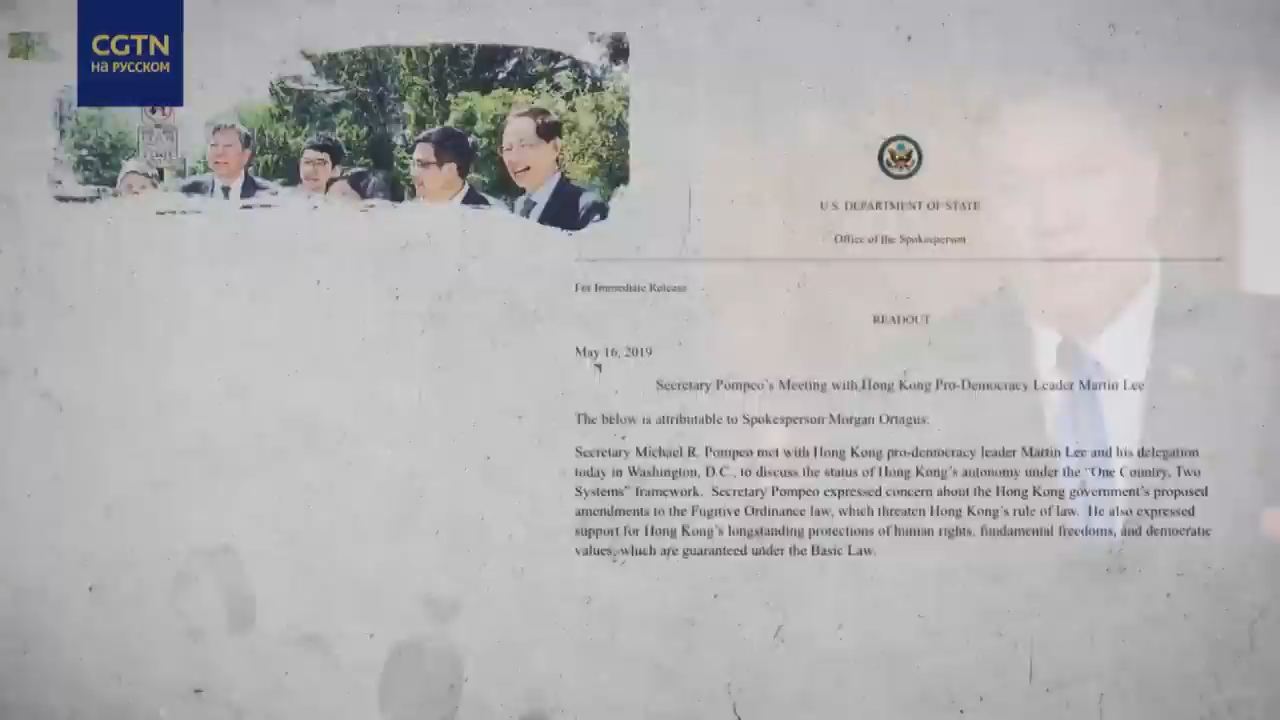 CGTN
на РУССКОМ
U.S. DEPARTMENT OF STATE
Office of the Spokesperson
For Immediate Release
READOUT
May 16, 2019
Secretary Pompeo's Meeting with Hong Kong Pro-Democracy Leader Martin Lee
The below is attributable to Spokesperson Morgan Ortagus:
Secretary Michael R. Pompeo met with Hong Kong pro-democracy leader Martin Lee and his delegation
today in Washington, D.C., to discuss the status of Hong Kong's autonomy under the "One Country, Two
Systems" framework. Secretary Pompeo expressed concern about the Hong Kong government's proposed
amendments to the Fugitive Ordinance law, which threaten Hong Kong's rule of law. He also expressed
support for Hong Kong's longstanding protections of human rights, fundamental freedoms, and democratic
values, which are guaranteed under the Basic Law.